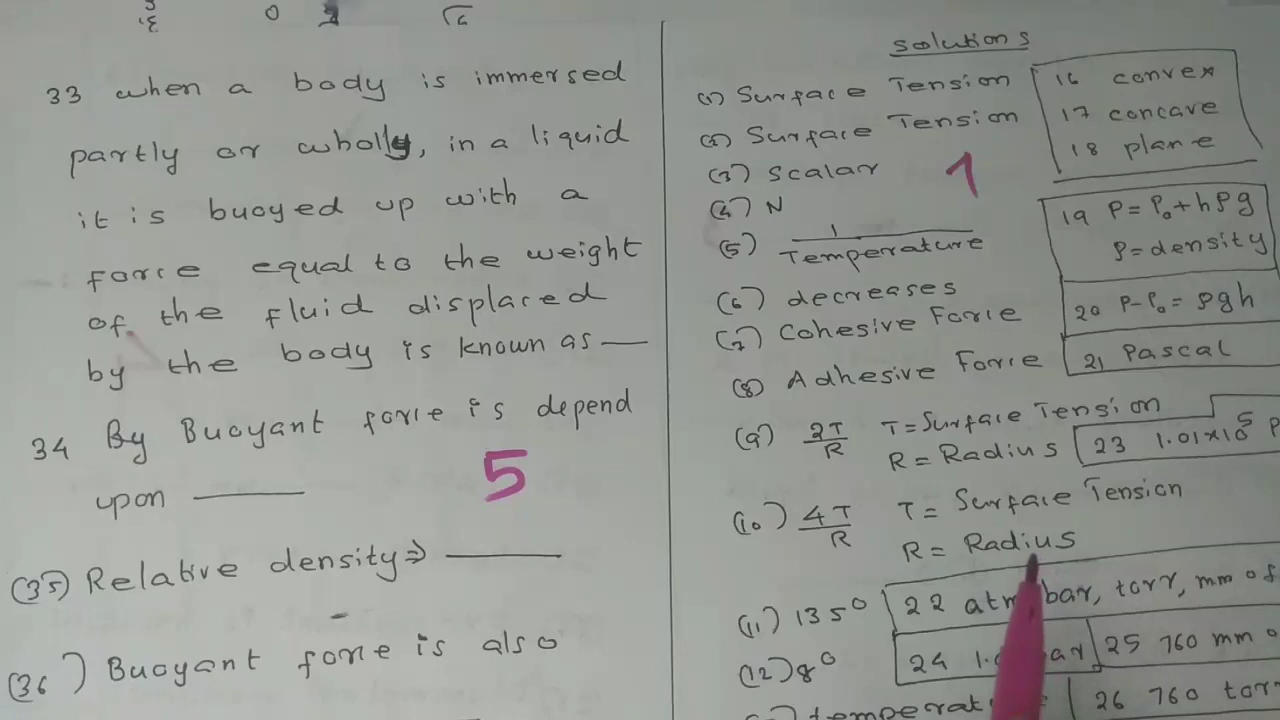 33 when a body is immersed
partly or wholly, in a liquid
it is buoyed up with a
force equal to the weight
of the fluid displaced
by the body is known as —
34 By Buoyant force is depend
upon ———
5
(35) Relative density ⇒ ———
(36) Buoyant force is also
solutions
(1) Surface Tension
(2) Surface Tension
(3) scalar
1
(4) N
(5) 1/Temperature
(6) decreases
(7) Cohesive Force
(8) Adhesive Force
(9) 2T/R T = Surface Tension
R = Radius
(10) 4T/R T = Surface Tension
R = Radius
(11) 135°
(12) 8°
16 convex
17 concave
18 plane
19 P = P₀ + hρg
ρ = density
20 P - P₀ = ρgh
21 Pascal
23 1.01×10⁵ P
22 atm, bar, torr, mm of
24
25 760 mm o
26 760 torr